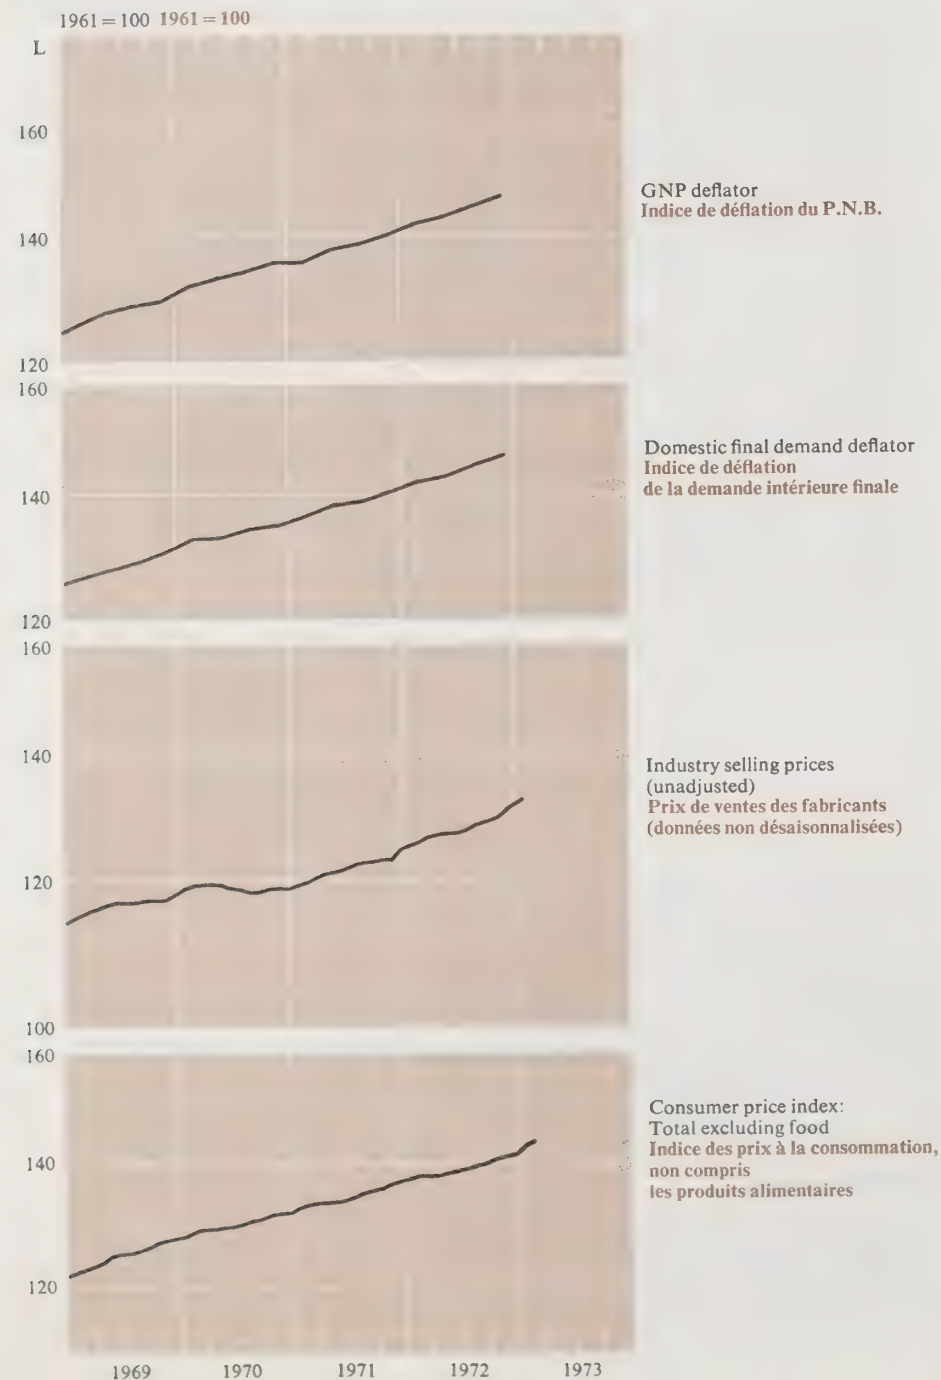 1961 = 100 1961 = 100
L
160
140
120
GNP deflator
Indice de déflation du P.N.B.
160
140
120
Domestic final demand deflator
Indice de déflation
de la demande intérieure finale
160
140
120
100
Industry selling prices
(unadjusted)
Prix de ventes des fabricants
(données non désaisonnalisées)
160
140
120
Consumer price index:
Total excluding food
Indice des prix à la consommation,
non compris
les produits alimentaires
1969 1970 1971 1972 1973